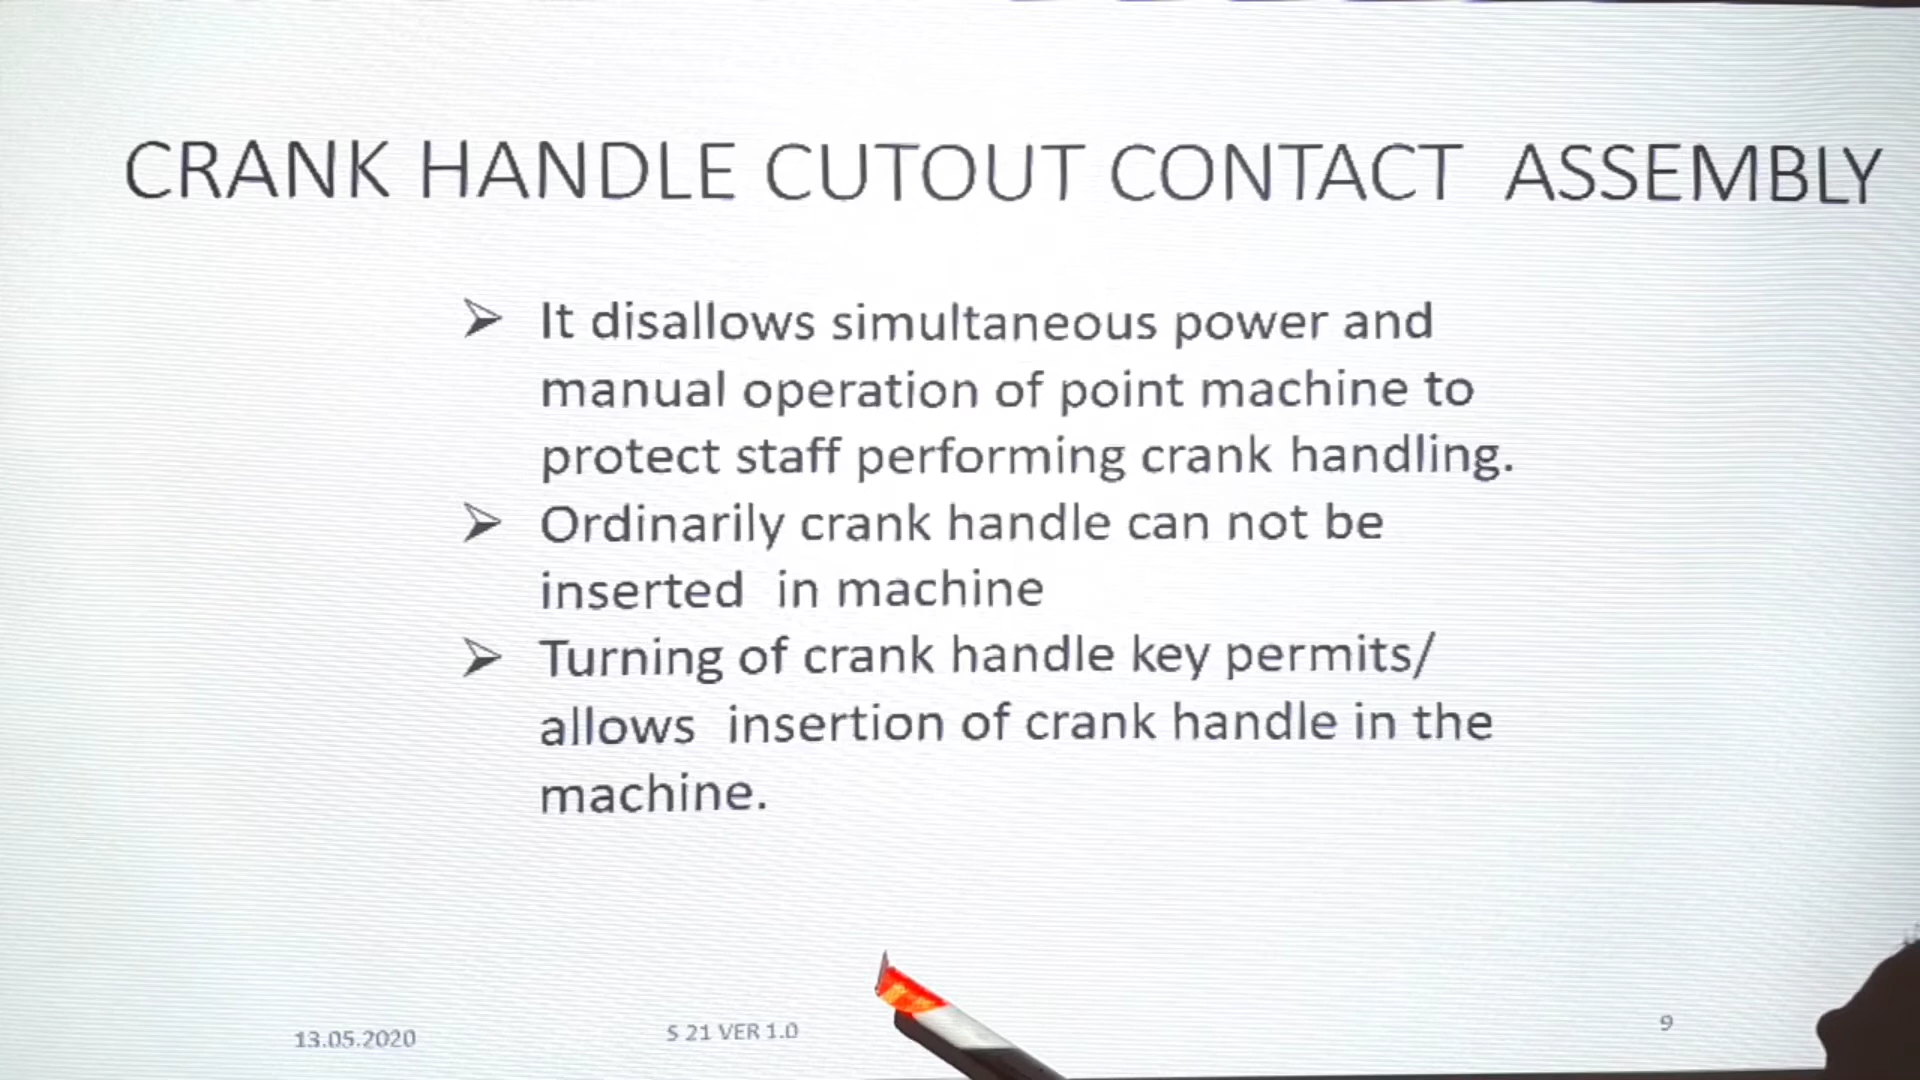 CRANK HANDLE CUTOUT CONTACT ASSEMBLY
➢ It disallows simultaneous power and
manual operation of point machine to
protect staff performing crank handling.
➢ Ordinarily crank handle can not be
inserted in machine
➢ Turning of crank handle key permits/
allows insertion of crank handle in the
machine.
13.05.2020
S 21 VER 1.0
9